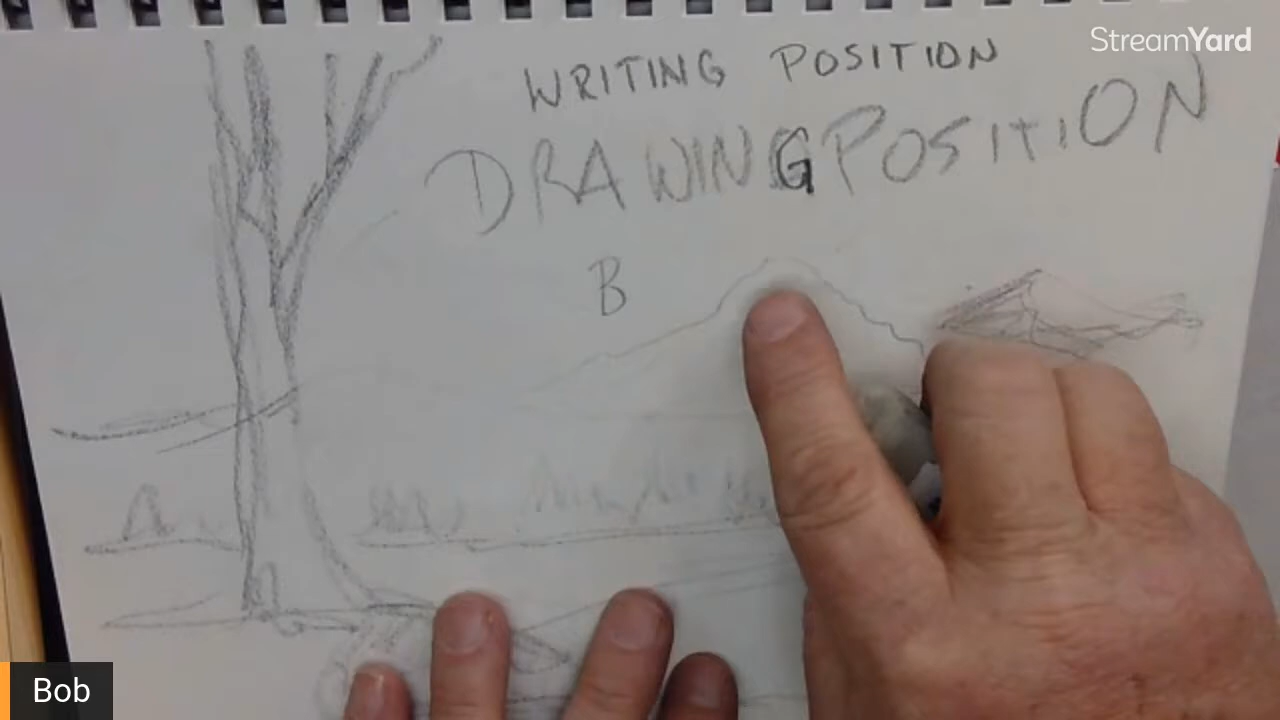 StreamYard
WRITING POSITION
DRAWING POSITION
B
Bob